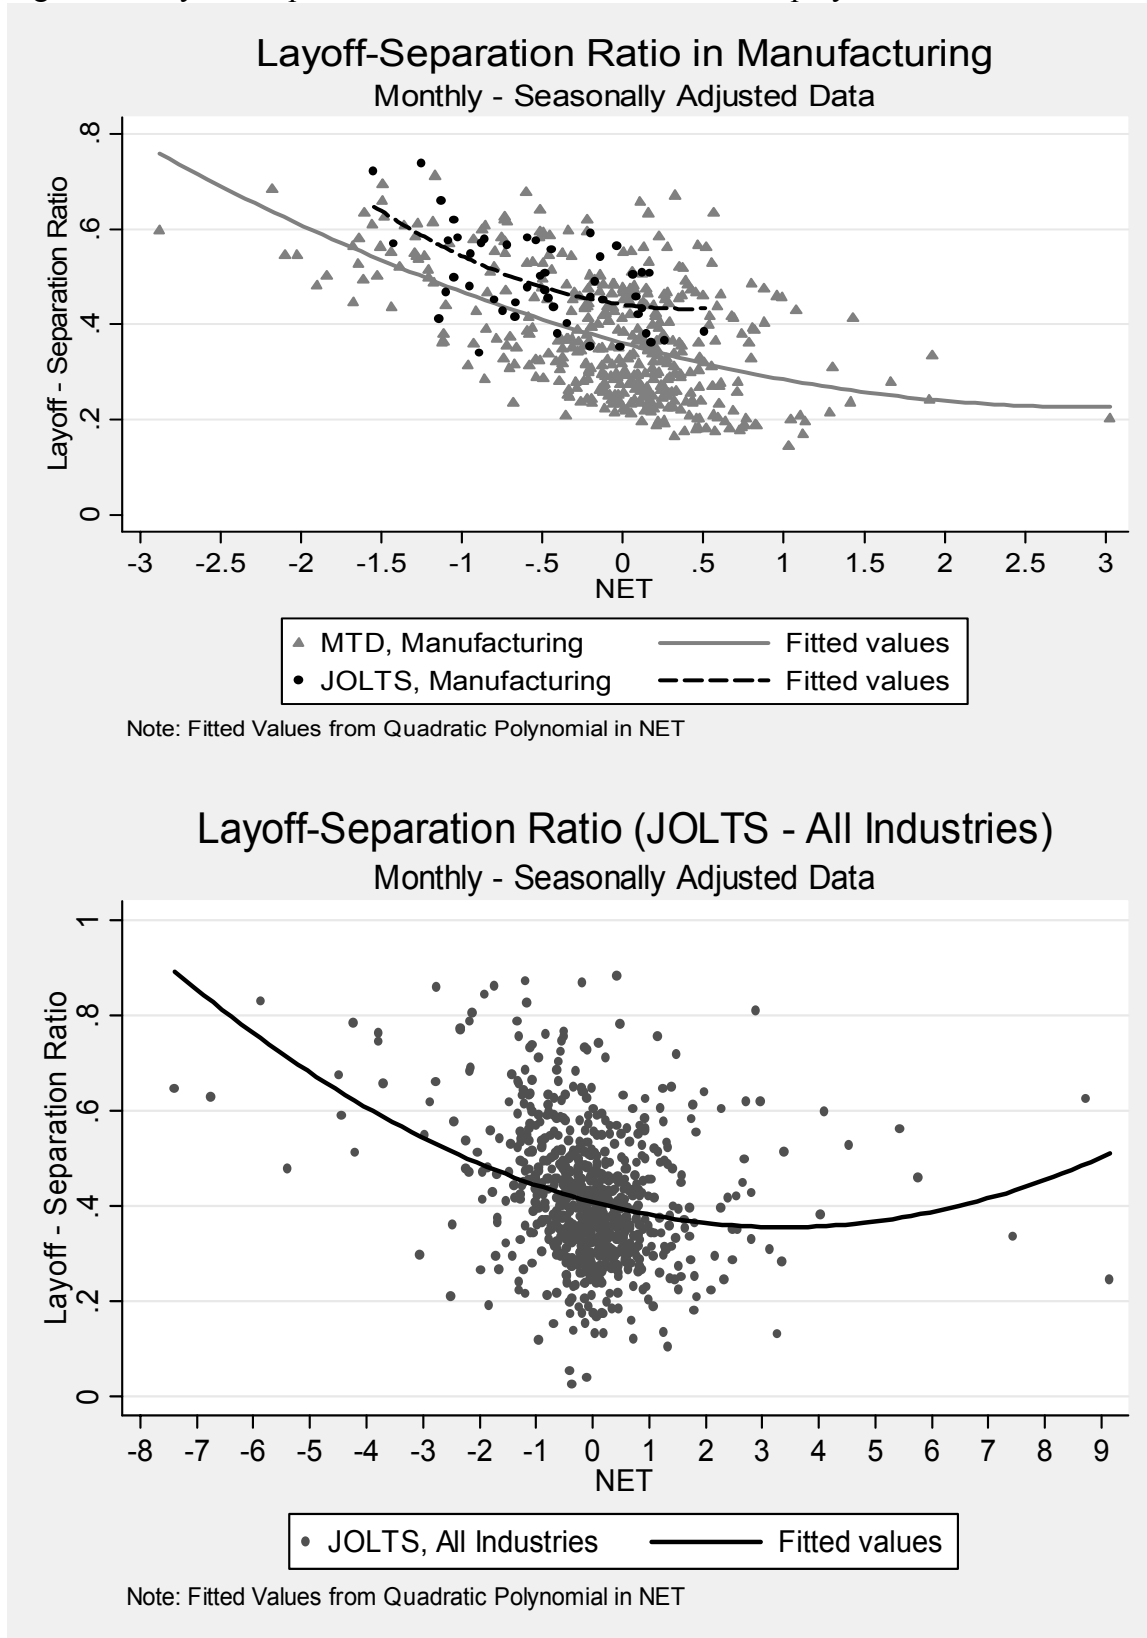 Layoff-Separation Ratio in Manufacturing
Monthly - Seasonally Adjusted Data
Layoff - Separation Ratio
.8
.6
.4
.2
0
-3 -2.5 -2 -1.5 -1 -.5 0 .5 1 1.5 2 2.5 3
NET
MTD, Manufacturing Fitted values
JOLTS, Manufacturing Fitted values
Note: Fitted Values from Quadratic Polynomial in NET
Layoff-Separation Ratio (JOLTS - All Industries)
Monthly - Seasonally Adjusted Data
Layoff - Separation Ratio
1
.8
.6
.4
.2
0
-8 -7 -6 -5 -4 -3 -2 -1 0 1 2 3 4 5 6 7 8 9
NET
JOLTS, All Industries Fitted values
Note: Fitted Values from Quadratic Polynomial in NET